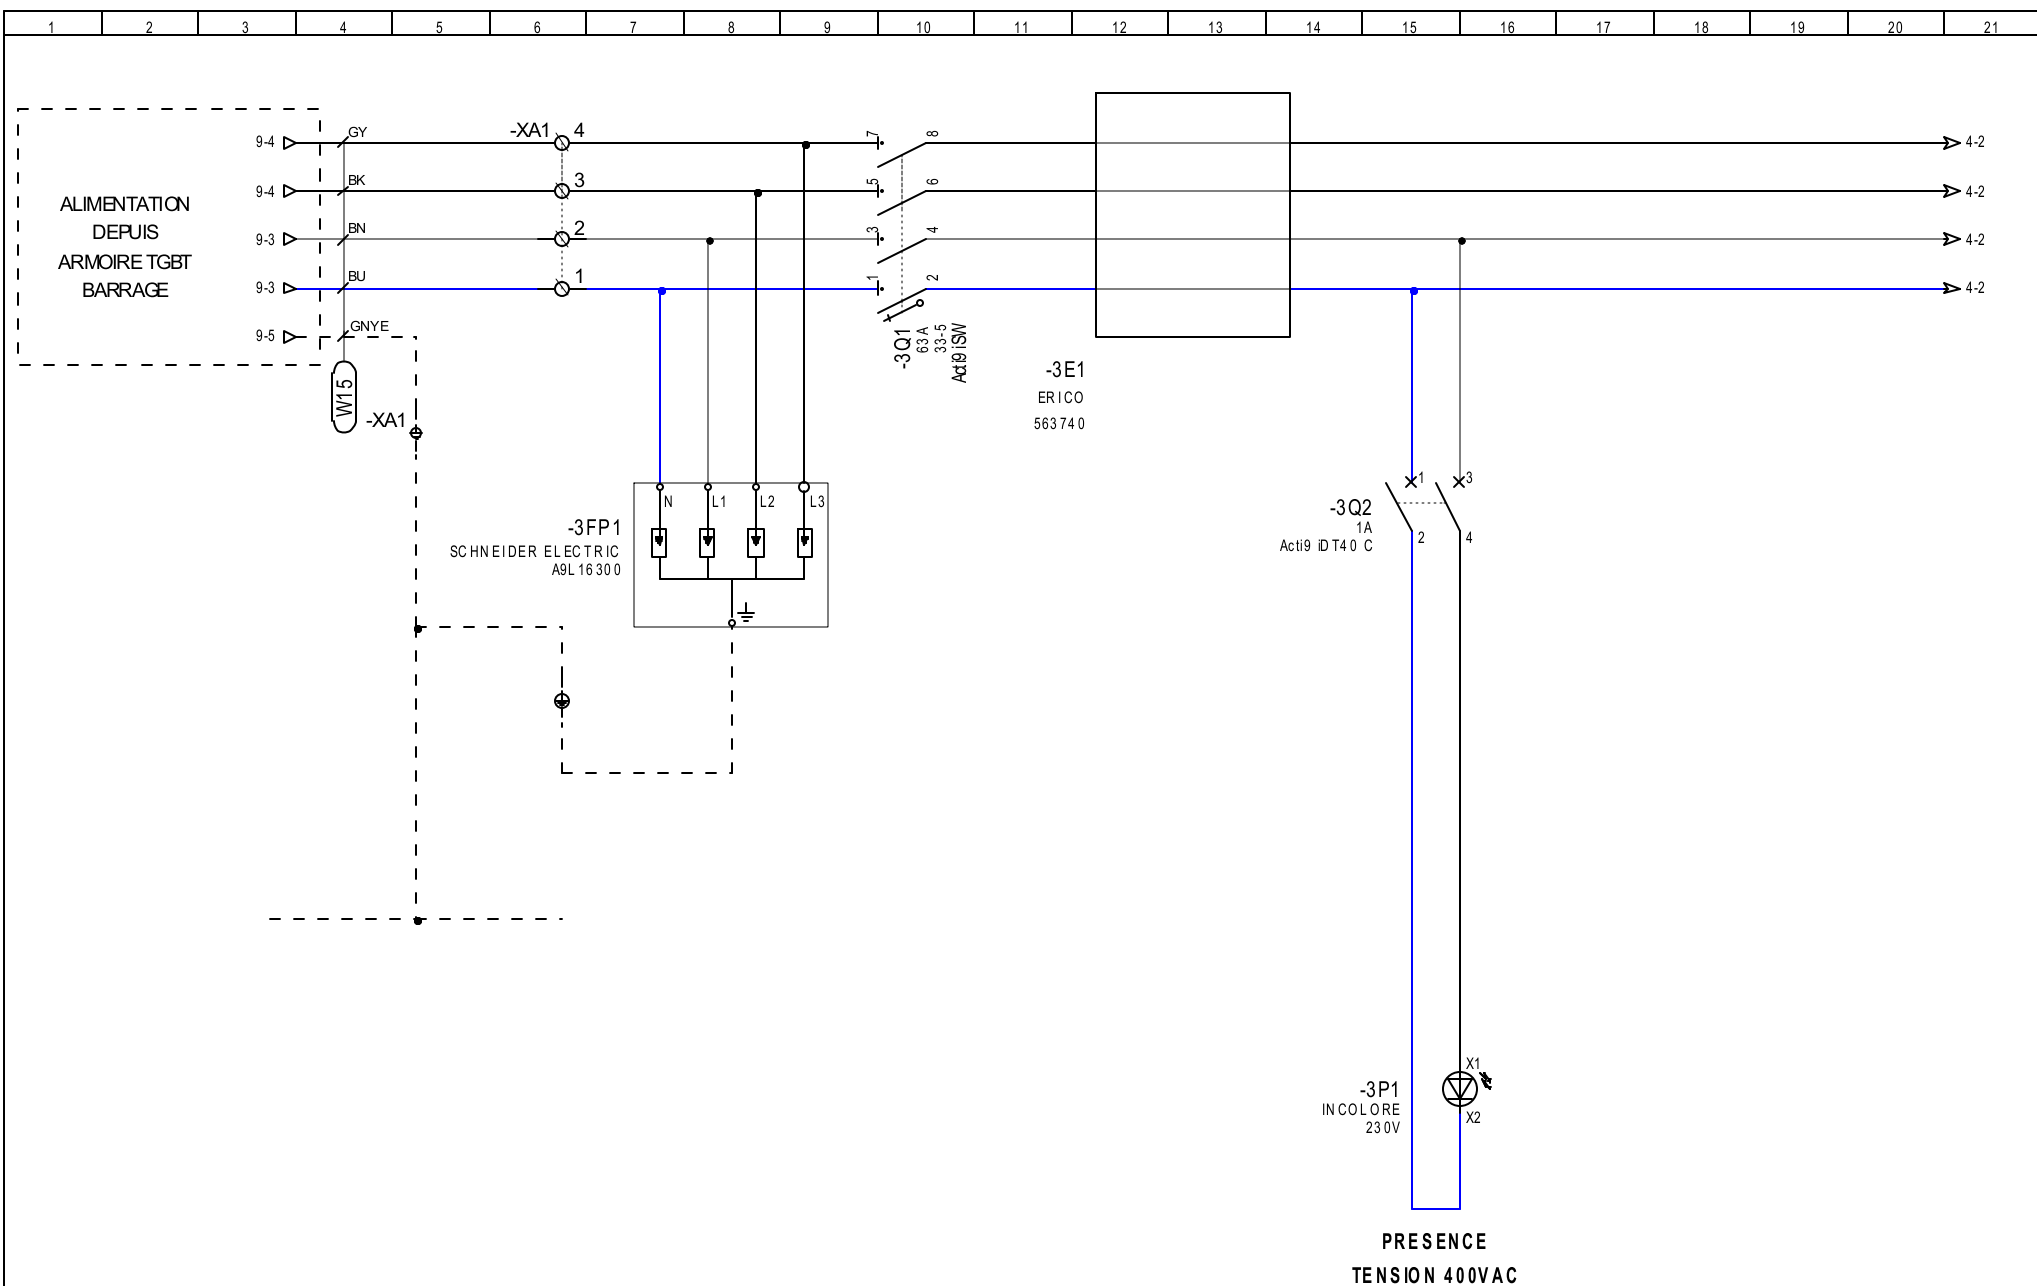 1 2 3 4 5 6 7 8 9 10 11 12 13 14 15 16 17 18 19 20 21
ALIMENTATION
DEPUIS
ARMOIRE TGBT
BARRAGE
9-4
9-4
9-3
9-3
9-5
GY
BK
BN
BU
GNYE
W15
-XA1
-XA1 4
3
2
1
7 8
5 6
3 4
1 2
-3Q1
63A
33-5
Acti9 iSW
-3E1
ERICO
563740
4-2
4-2
4-2
4-2
N L1 L2 L3
-3FP1
SCHNEIDER ELECTRIC
A9L16300
1 3
-3Q2
1A
Acti9 iDT40 C
2 4
X1
-3P1
INCOLORE
230V
X2
PRESENCE
TENSION 400VAC